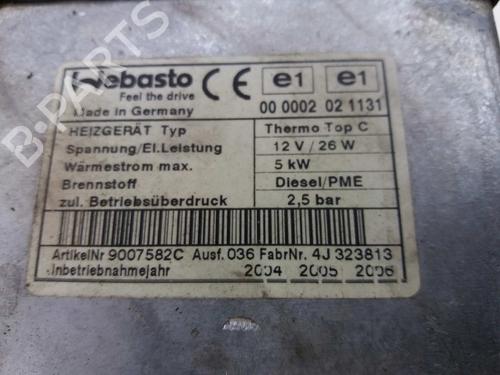 B-PARTS
Webasto CE e1 e1
Feel the drive 00 0002 02 1131
Made in Germany
HEIZGERÄT Typ Thermo Top C
Spannung/El.Leistung 12 V / 26 W
Wärmestrom max. 5 kW
Brennstoff Diesel/PME
zul. Betriebsüberdruck 2,5 bar
ArtikelNr 9007582C Ausf. 036 FabrNr. 4J 323813
Inbetriebnahmejahr 2004 2005 2006